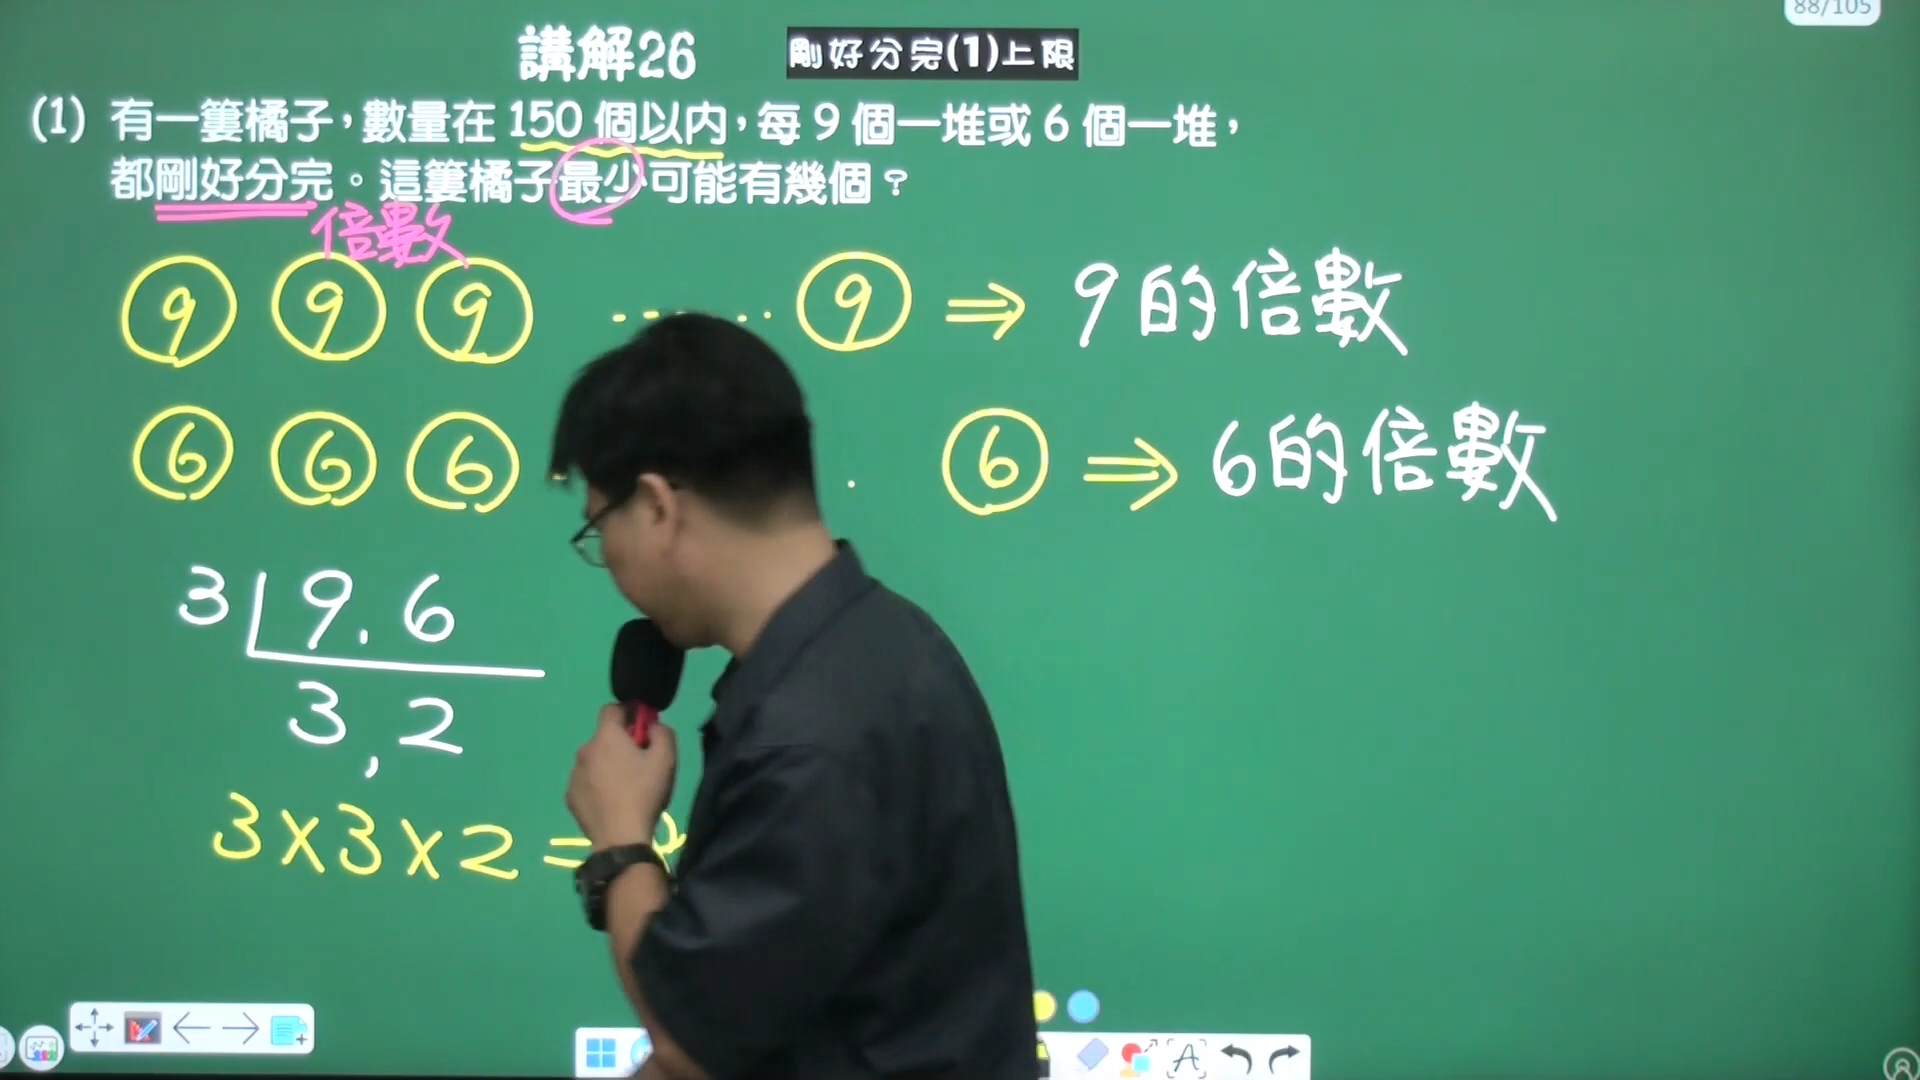 88/105
講解26
剛好分完(1)上限
(1) 有一簍橘子，數量在 150 個以內，每 9 個一堆或 6 個一堆，
都剛好分完。這簍橘子最少可能有幾個？
倍數
9 9 9 ...... 9 ⇒ 9的倍數
6 6 6 6 ⇒ 6的倍數
3 9.6
3,2
3×3×2=
A